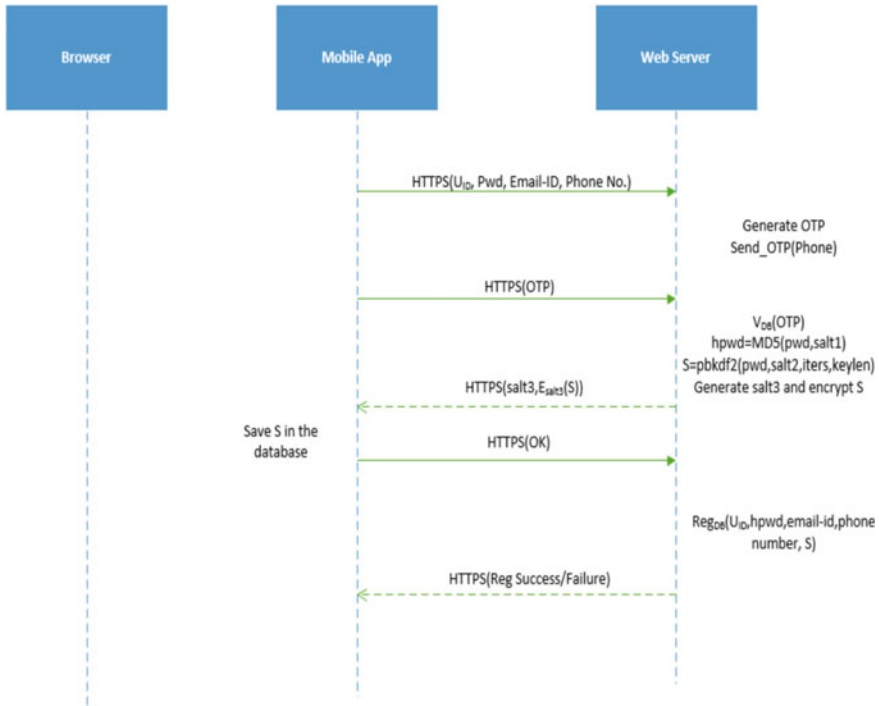 Browser
Mobile App
Web Server
HTTPS(U_ID, Pwd, Email-ID, Phone No.)
Generate OTP
Send_OTP(Phone)
HTTPS(OTP)
V_DB(OTP)
hpwd=MD5(pwd,salt1)
S=pbkdf2(pwd,salt2,iters,keylen)
Generate salt3 and encrypt S
HTTPS(salt3,E_salt3(S))
Save S in the
database
HTTPS(OK)
Reg_DB(U_ID,hpwd,email-id,phone
number, S)
HTTPS(Reg Success/Failure)